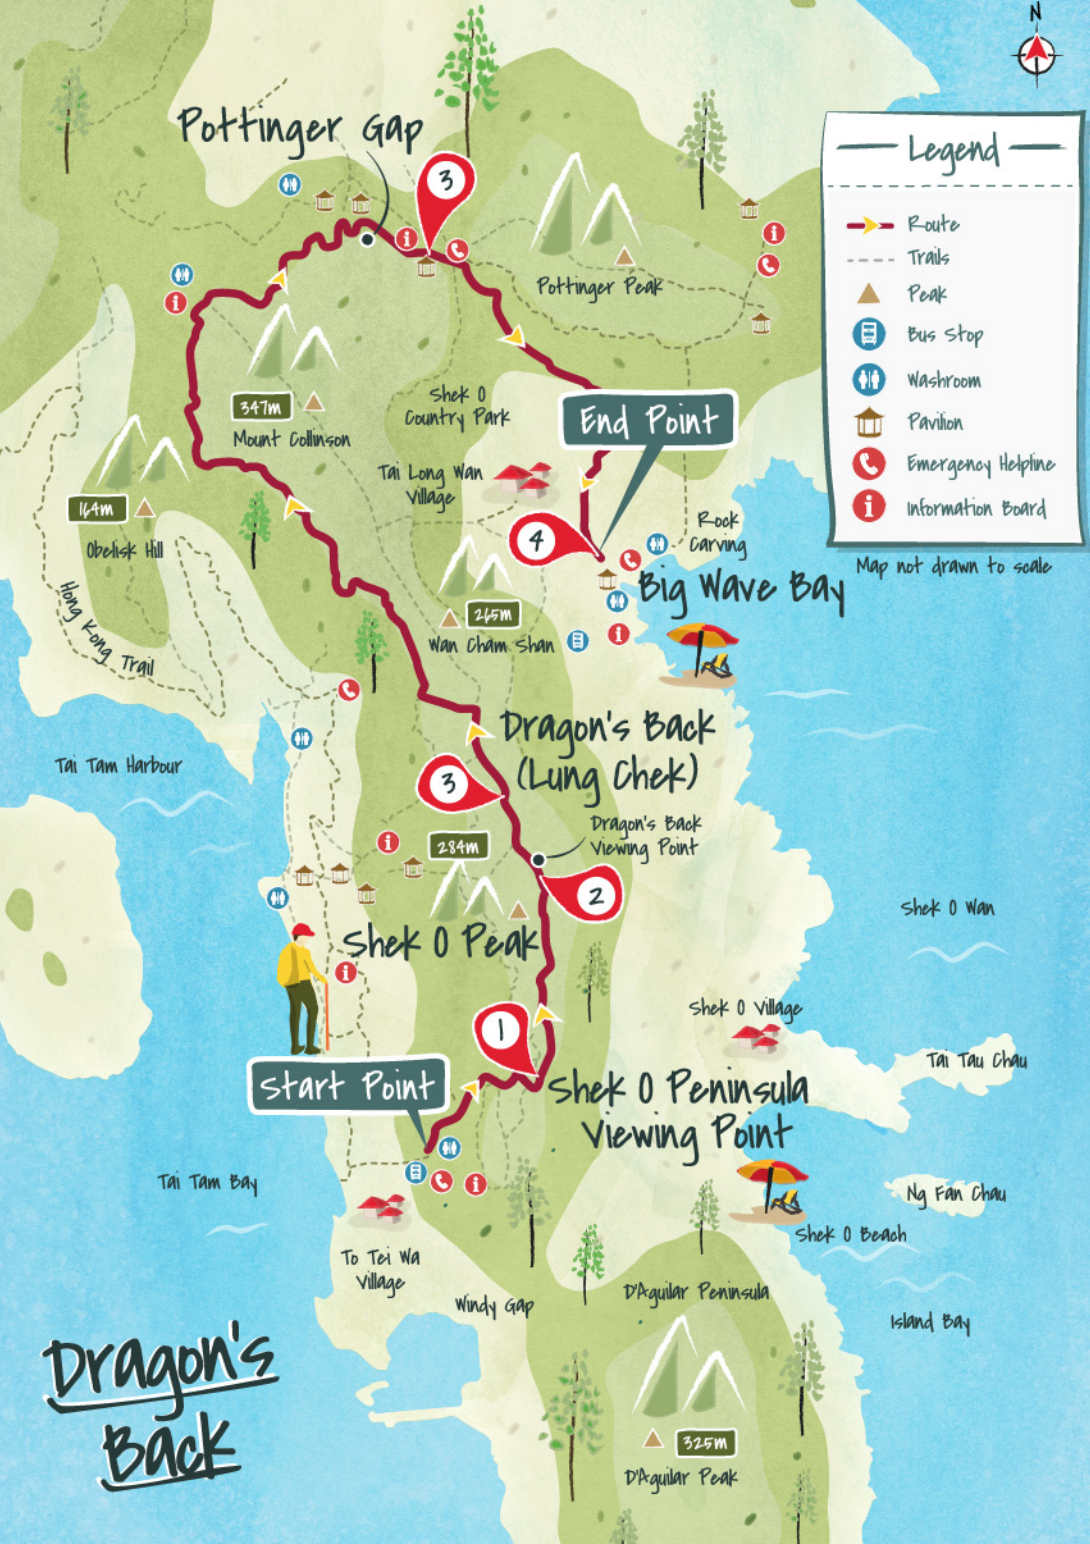 N
Legend
Route
Trails
Peak
Bus Stop
Washroom
Pavilion
Emergency Helpline
i
Information Board
Map not drawn to scale
Pottinger Gap
3
i
i
i
Pottinger Peak
347m
Mount Collinson
Shek O
Country Park
End Point
Tai Long Wan
Village
164m
Obelisk Hill
4
Rock
Carving
Big Wave Bay
Hong Kong Trail
265m
Wan Cham Shan
i
Dragon's Back
(Lung Chek)
Tai Tam Harbour
3
Dragon's Back
Viewing Point
i
284m
2
Shek O Peak
Shek O Wan
i
1
Shek O Village
Tai Tau Chau
Start Point
Shek O Peninsula
Viewing Point
i
Tai Tam Bay
Ng Fan Chau
Shek O Beach
To Tei Wa
Village
Windy Gap
D'Aguilar Peninsula
Island Bay
Dragon's
Back
325m
D'Aguilar Peak